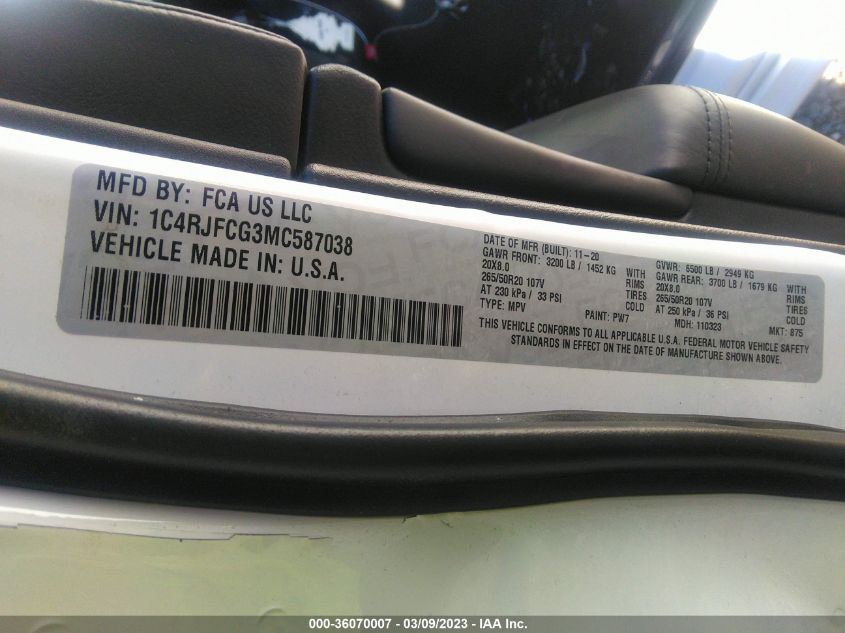 MFD BY: FCA US LLC
VIN: 1C4RJFCG3MC587038
VEHICLE MADE IN: U.S.A.
DATE OF MFR (BUILT): 11-20
GAWR FRONT: 3200 LB / 1452 KG WITH
20X8.0 RIMS
265/50R20 107V TIRES
AT 230 kPa / 33 PSI COLD
TYPE: MPV PAINT: PW7
GVWR: 6500 LB / 2949 KG
GAWR REAR: 3700 LB / 1679 KG WITH
20X8.0 RIMS
265/50R20 107V TIRES
AT 250 kPa / 36 PSI COLD
MDH: 110323 MKT: 875
THIS VEHICLE CONFORMS TO ALL APPLICABLE U.S.A. FEDERAL MOTOR VEHICLE SAFETY
STANDARDS IN EFFECT ON THE DATE OF MANUFACTURE SHOWN ABOVE.
000-36070007 - 03/09/2023 - IAA Inc.